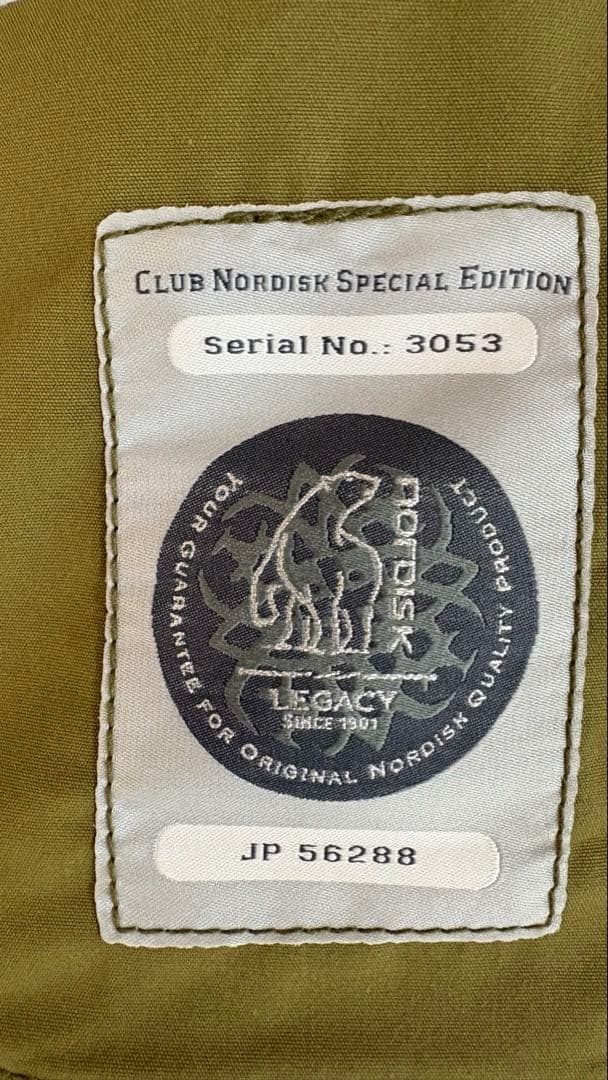 CLUB NORDISK SPECIAL EDITION
Serial No.: 3053
YOUR GUARANTEE FOR ORIGINAL NORDISK QUALITY PRODUCT
NORDISK
LEGACY
SINCE 1901
JP 56288